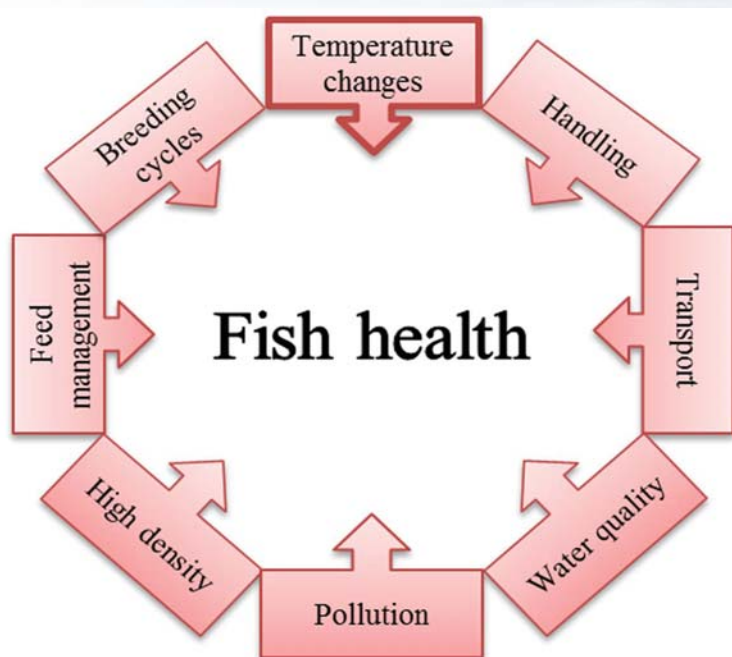 Temperature
changes
Handling
Transport
Water quality
Pollution
High density
Feed
management
Breeding
cycles
Fish health